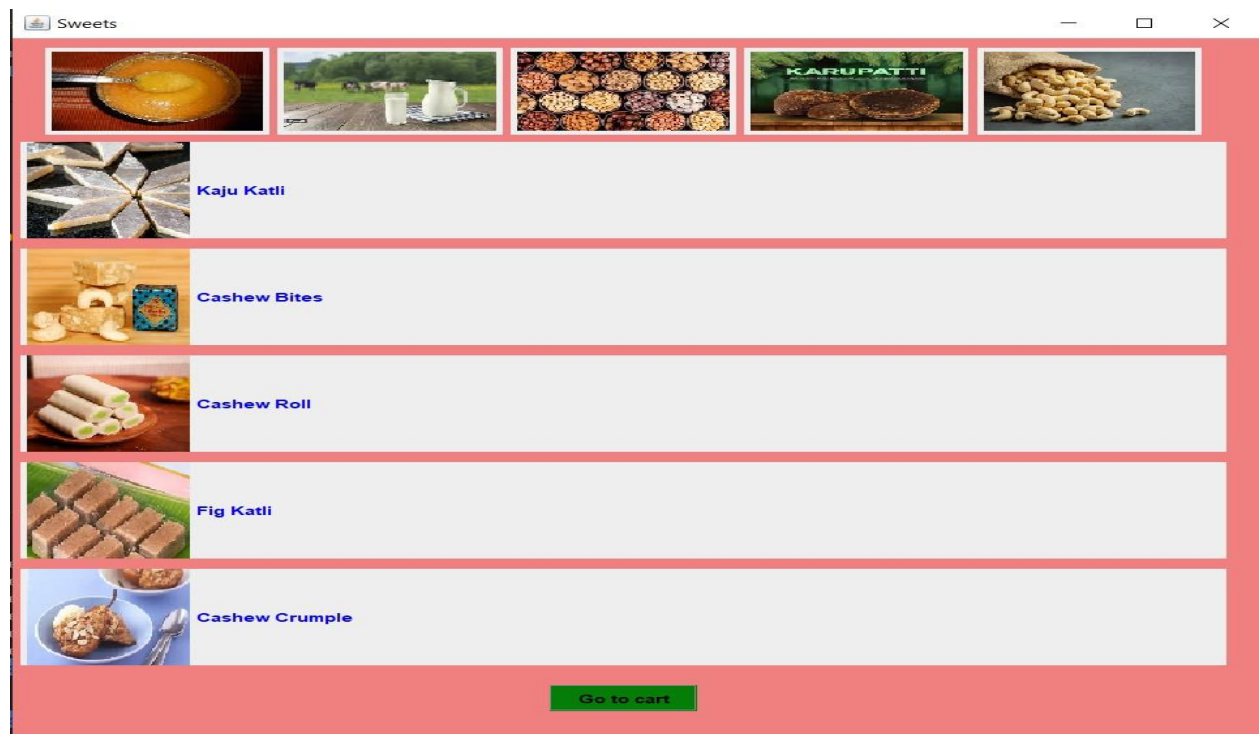 Sweets
KARUPATTI
Kaju Katli
Cashew Bites
Cashew Roll
Fig Katli
Cashew Crumple
Go to cart